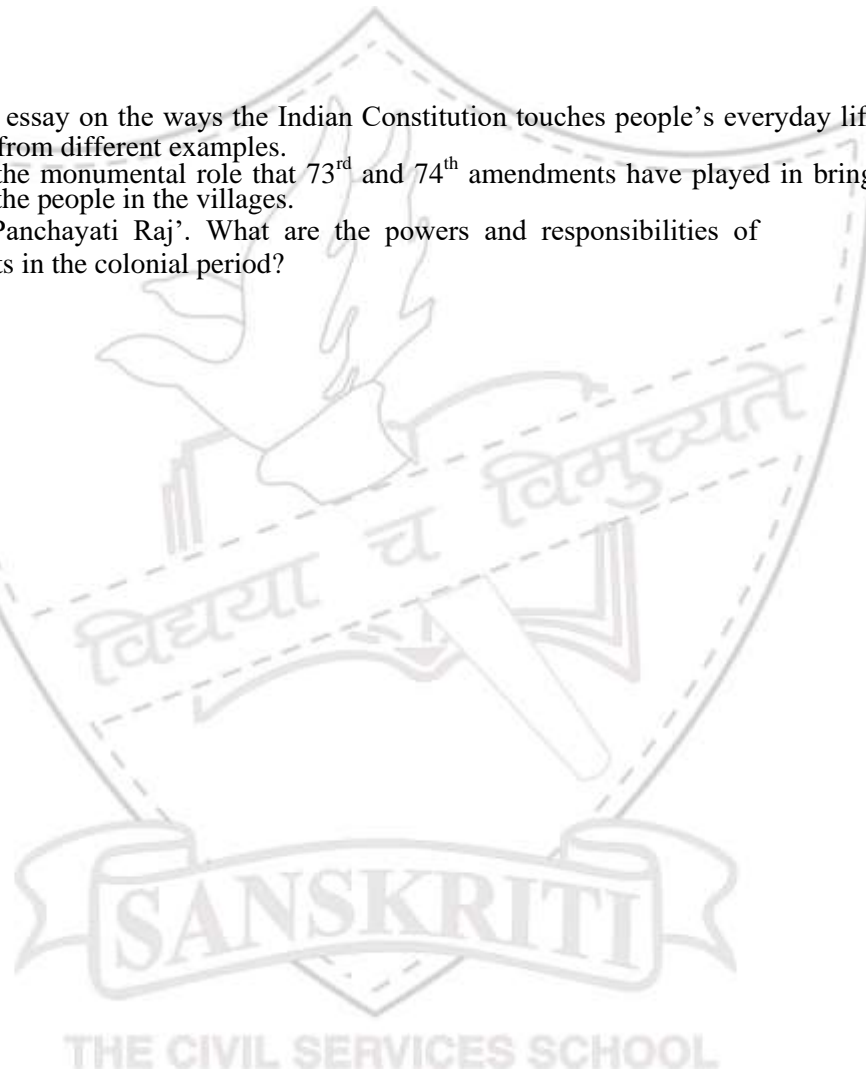 essay on the ways the Indian Constitution touches people's everyday lif
from different examples.
the monumental role that 73rd and 74th amendments have played in bring
the people in the villages.
Panchayati Raj'. What are the powers and responsibilities of
ts in the colonial period?
विद्यया च विमुच्यते
SANSKRITI
THE CIVIL SERVICES SCHOOL